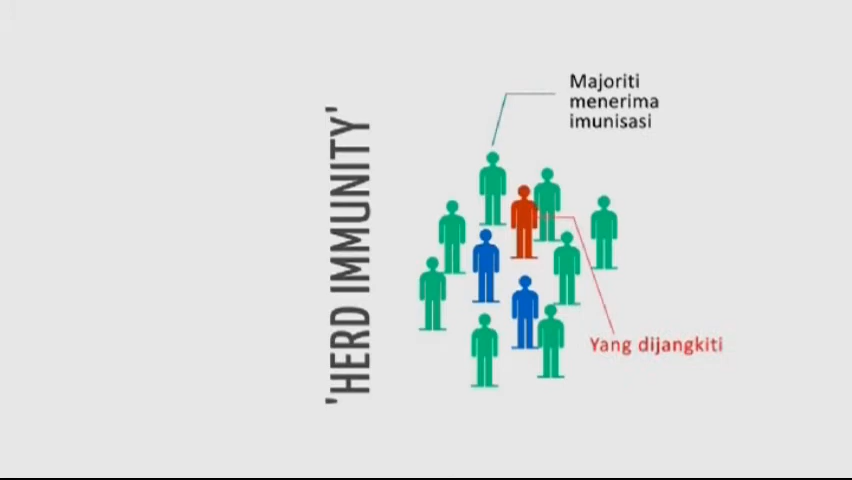 'HERD IMMUNITY'
Majoriti
menerima
imunisasi
Yang dijangkiti